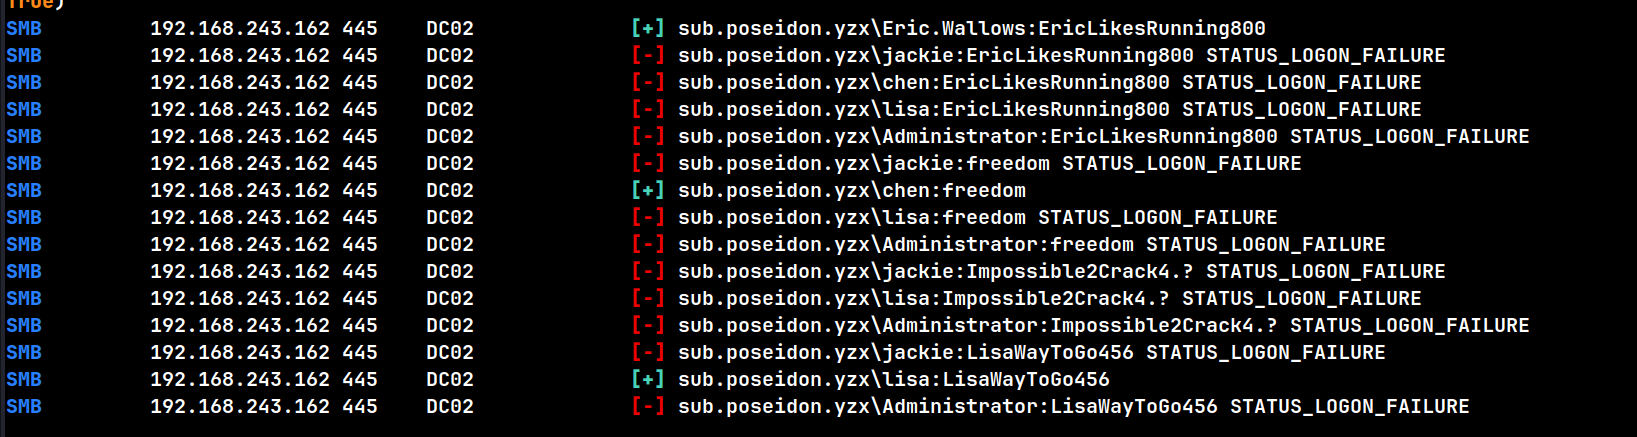 True)
SMB 192.168.243.162 445 DC02 [+] sub.poseidon.yzx\Eric.Wallows:EricLikesRunning800
SMB 192.168.243.162 445 DC02 [-] sub.poseidon.yzx\jackie:EricLikesRunning800 STATUS_LOGON_FAILURE
SMB 192.168.243.162 445 DC02 [-] sub.poseidon.yzx\chen:EricLikesRunning800 STATUS_LOGON_FAILURE
SMB 192.168.243.162 445 DC02 [-] sub.poseidon.yzx\lisa:EricLikesRunning800 STATUS_LOGON_FAILURE
SMB 192.168.243.162 445 DC02 [-] sub.poseidon.yzx\Administrator:EricLikesRunning800 STATUS_LOGON_FAILURE
SMB 192.168.243.162 445 DC02 [-] sub.poseidon.yzx\jackie:freedom STATUS_LOGON_FAILURE
SMB 192.168.243.162 445 DC02 [+] sub.poseidon.yzx\chen:freedom
SMB 192.168.243.162 445 DC02 [-] sub.poseidon.yzx\lisa:freedom STATUS_LOGON_FAILURE
SMB 192.168.243.162 445 DC02 [-] sub.poseidon.yzx\Administrator:freedom STATUS_LOGON_FAILURE
SMB 192.168.243.162 445 DC02 [-] sub.poseidon.yzx\jackie:Impossible2Crack4.? STATUS_LOGON_FAILURE
SMB 192.168.243.162 445 DC02 [-] sub.poseidon.yzx\lisa:Impossible2Crack4.? STATUS_LOGON_FAILURE
SMB 192.168.243.162 445 DC02 [-] sub.poseidon.yzx\Administrator:Impossible2Crack4.? STATUS_LOGON_FAILURE
SMB 192.168.243.162 445 DC02 [-] sub.poseidon.yzx\jackie:LisaWayToGo456 STATUS_LOGON_FAILURE
SMB 192.168.243.162 445 DC02 [+] sub.poseidon.yzx\lisa:LisaWayToGo456
SMB 192.168.243.162 445 DC02 [-] sub.poseidon.yzx\Administrator:LisaWayToGo456 STATUS_LOGON_FAILURE